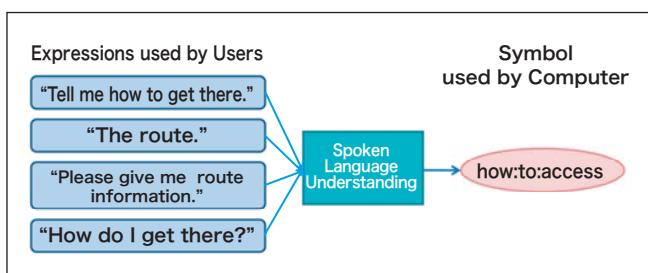 Expressions used by Users
Symbol
used by Computer
“Tell me how to get there.”
“The route.”
“Please give me route
information.”
“How do I get there?”
Spoken
Language
Understanding
how:to:access